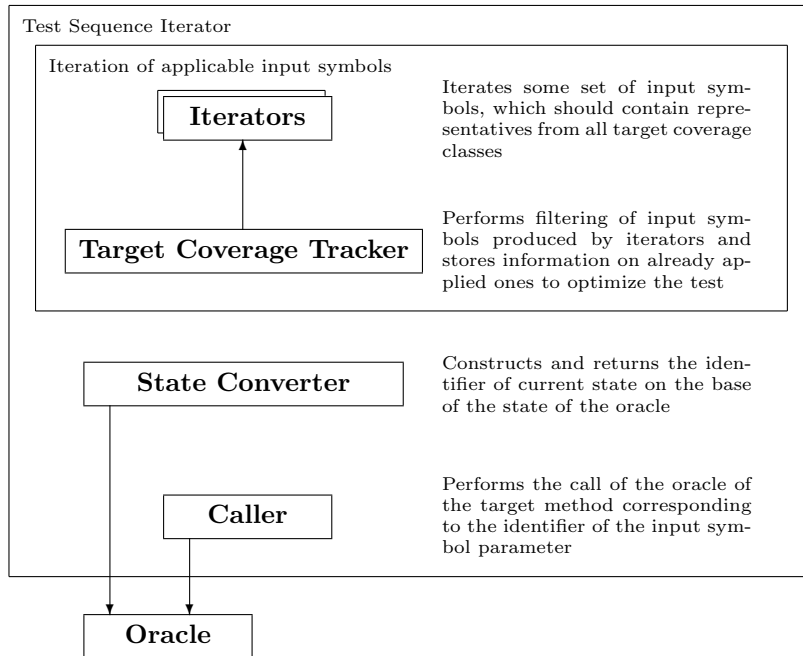 Test Sequence Iterator
Iteration of applicable input symbols
Iterators
Iterates some set of input sym-
bols, which should contain repre-
sentatives from all target coverage
classes
Target Coverage Tracker
Performs filtering of input sym-
bols produced by iterators and
stores information on already ap-
plied ones to optimize the test
State Converter
Constructs and returns the iden-
tifier of current state on the base
of the state of the oracle
Caller
Performs the call of the oracle of
the target method corresponding
to the identifier of the input sym-
bol parameter
Oracle